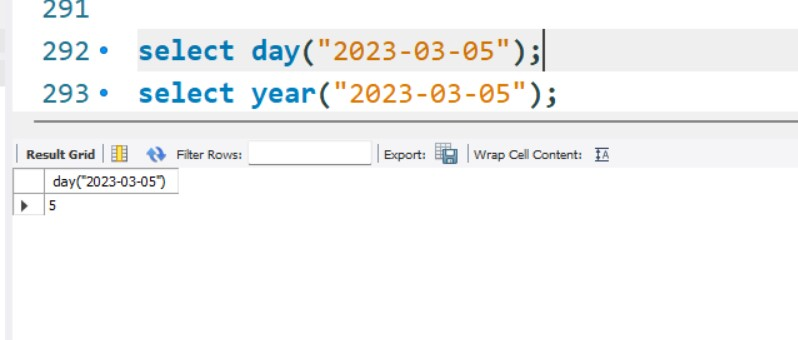 291
292 select day("2023-03-05");
293 select year("2023-03-05");
Result Grid Filter Rows: Export: Wrap Cell Content: IA
day("2023-03-05")
5